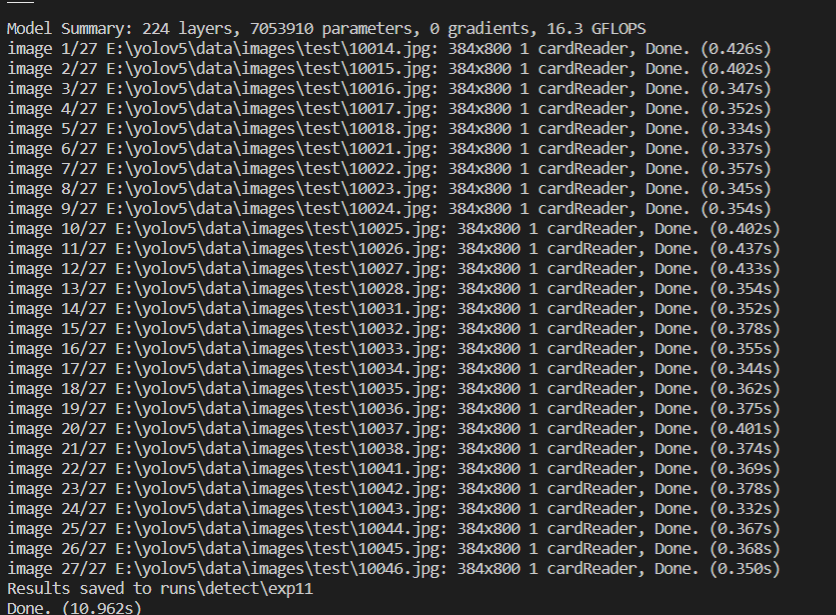 Model Summary: 224 layers, 7053910 parameters, 0 gradients, 16.3 GFLOPS
image 1/27 E:\yolov5\data\images\test\10014.jpg: 384x800 1 cardReader, Done. (0.426s)
image 2/27 E:\yolov5\data\images\test\10015.jpg: 384x800 1 cardReader, Done. (0.402s)
image 3/27 E:\yolov5\data\images\test\10016.jpg: 384x800 1 cardReader, Done. (0.347s)
image 4/27 E:\yolov5\data\images\test\10017.jpg: 384x800 1 cardReader, Done. (0.352s)
image 5/27 E:\yolov5\data\images\test\10018.jpg: 384x800 1 cardReader, Done. (0.334s)
image 6/27 E:\yolov5\data\images\test\10021.jpg: 384x800 1 cardReader, Done. (0.337s)
image 7/27 E:\yolov5\data\images\test\10022.jpg: 384x800 1 cardReader, Done. (0.357s)
image 8/27 E:\yolov5\data\images\test\10023.jpg: 384x800 1 cardReader, Done. (0.345s)
image 9/27 E:\yolov5\data\images\test\10024.jpg: 384x800 1 cardReader, Done. (0.354s)
image 10/27 E:\yolov5\data\images\test\10025.jpg: 384x800 1 cardReader, Done. (0.402s)
image 11/27 E:\yolov5\data\images\test\10026.jpg: 384x800 1 cardReader, Done. (0.437s)
image 12/27 E:\yolov5\data\images\test\10027.jpg: 384x800 1 cardReader, Done. (0.433s)
image 13/27 E:\yolov5\data\images\test\10028.jpg: 384x800 1 cardReader, Done. (0.354s)
image 14/27 E:\yolov5\data\images\test\10031.jpg: 384x800 1 cardReader, Done. (0.352s)
image 15/27 E:\yolov5\data\images\test\10032.jpg: 384x800 1 cardReader, Done. (0.378s)
image 16/27 E:\yolov5\data\images\test\10033.jpg: 384x800 1 cardReader, Done. (0.355s)
image 17/27 E:\yolov5\data\images\test\10034.jpg: 384x800 1 cardReader, Done. (0.344s)
image 18/27 E:\yolov5\data\images\test\10035.jpg: 384x800 1 cardReader, Done. (0.362s)
image 19/27 E:\yolov5\data\images\test\10036.jpg: 384x800 1 cardReader, Done. (0.375s)
image 20/27 E:\yolov5\data\images\test\10037.jpg: 384x800 1 cardReader, Done. (0.401s)
image 21/27 E:\yolov5\data\images\test\10038.jpg: 384x800 1 cardReader, Done. (0.374s)
image 22/27 E:\yolov5\data\images\test\10041.jpg: 384x800 1 cardReader, Done. (0.369s)
image 23/27 E:\yolov5\data\images\test\10042.jpg: 384x800 1 cardReader, Done. (0.378s)
image 24/27 E:\yolov5\data\images\test\10043.jpg: 384x800 1 cardReader, Done. (0.332s)
image 25/27 E:\yolov5\data\images\test\10044.jpg: 384x800 1 cardReader, Done. (0.367s)
image 26/27 E:\yolov5\data\images\test\10045.jpg: 384x800 1 cardReader, Done. (0.368s)
image 27/27 E:\yolov5\data\images\test\10046.jpg: 384x800 1 cardReader, Done. (0.350s)
Results saved to runs\detect\exp11
Done. (10.962s)